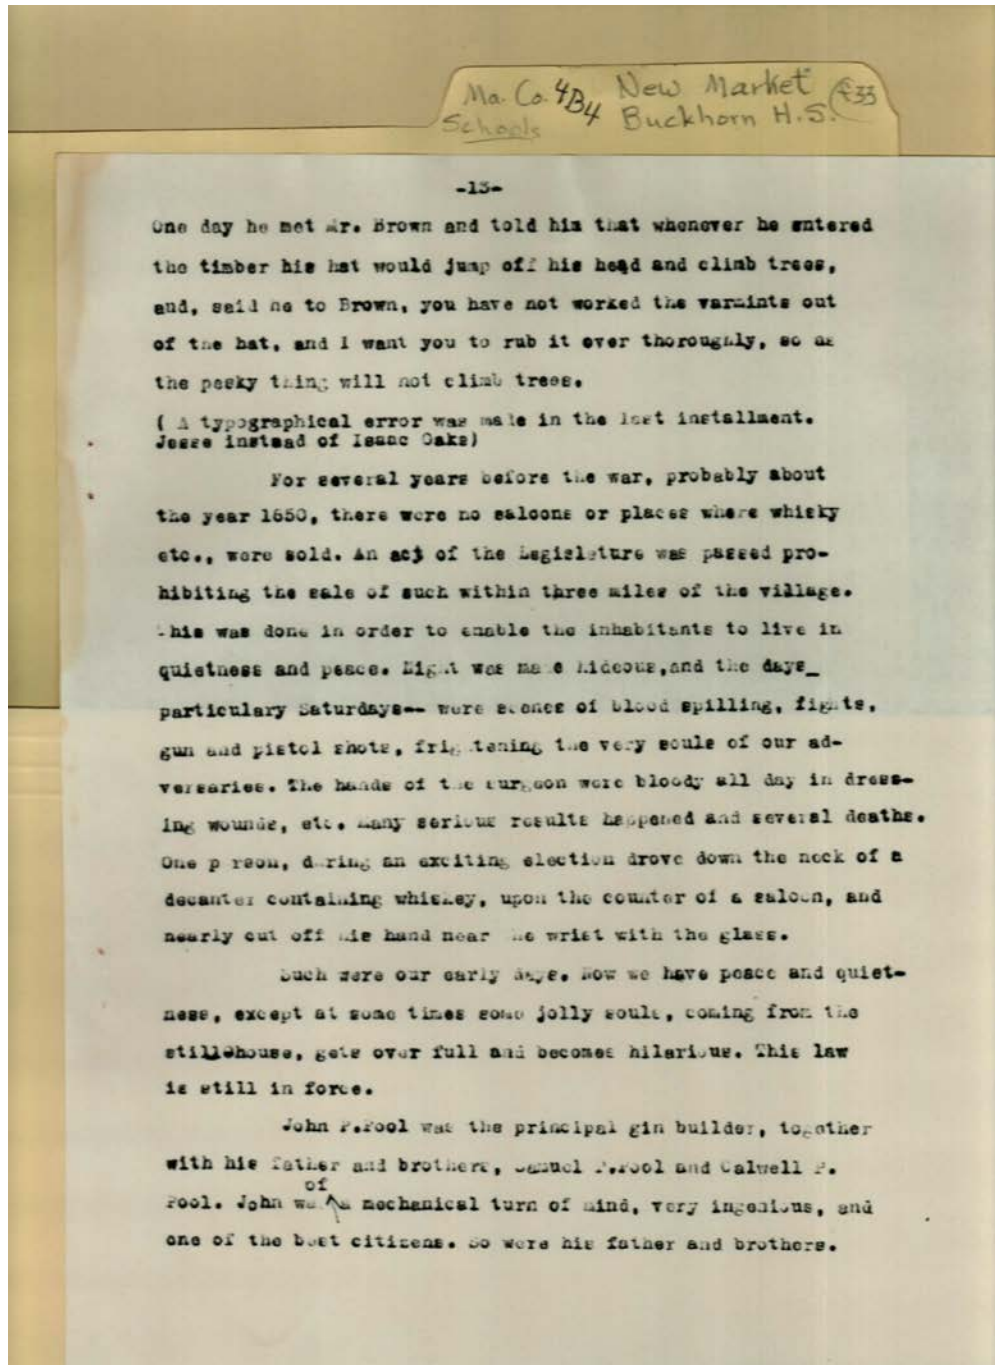 Ma. Co. 4B4 New Market £33
Schools Buckhorn H.S.
-13-
One day he met Mr. Brown and told him that whenever he entered
the timber his hat would jump off his head and climb trees,
and, said he to Brown, you have not worked the varmints out
of the hat, and I want you to rub it over thoroughly, so as
the pesky thing will not climb trees.
( A typographical error was made in the last installment.
Jesse instead of Isaac Oaks)
For several years before the war, probably about
the year 1850, there were no saloons or places where whisky
etc., were sold. An act of the Legislature was passed pro-
hibiting the sale of such within three miles of the village.
This was done in order to enable the inhabitants to live in
quietness and peace. Night was made hideous,and the days_
particulary Saturdays-- were scenes of blood spilling, fights,
gun and pistol shots, frightening the very souls of our ad-
versaries. The hands of the surgeon were bloody all day in dress-
ing wounds, etc. Many serious results happened and several deaths.
One person, during an exciting election drove down the neck of a
decanter containing whiskey, upon the counter of a saloon, and
nearly cut off his hand near he wrist with the glass.
Such were our early days. Now we have peace and quiet-
ness, except at some times some jolly souls, coming from the
stillhouse, gets over full and becomes hilarious. This law
is still in force.
John P.Pool was the principal gin builder, together
with his father and brothers, Samuel P.Pool and Calwell P.
of
Pool. John was a mechanical turn of mind, very ingenious, and
one of the best citizens. So were his father and brothers.